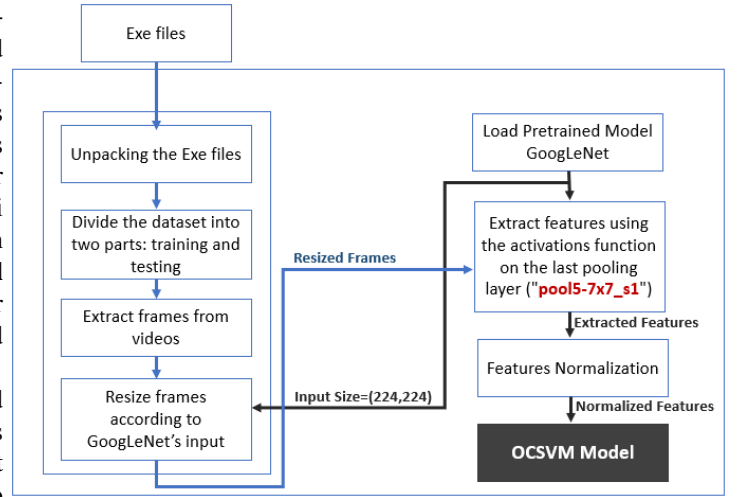 Exe files
Unpacking the Exe files
Divide the dataset into
two parts: training and
testing
Extract frames from
videos
Resize frames
according to
GoogLeNet's input
Resized Frames
Input Size=(224,224)
Load Pretrained Model
GoogLeNet
Extract features using
the activations function
on the last pooling
layer ("pool5-7x7_s1")
Extracted Features
Features Normalization
Normalized Features
OCSVM Model